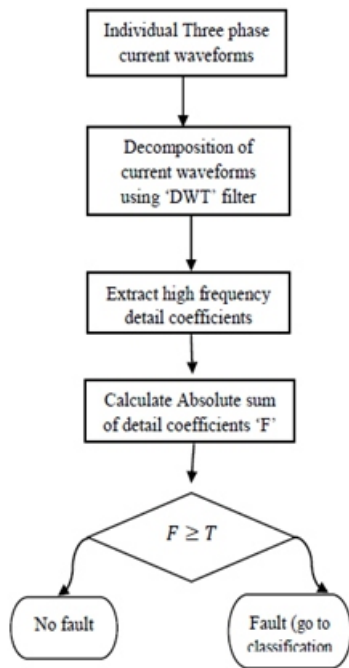 Individual Three phase
current waveforms
Decomposition of
current waveforms
using ‘DWT’ filter
Extract high frequency
detail coefficients
Calculate Absolute sum
of detail coefficients ‘F’
F ≥ T
No fault
Fault (go to
classification